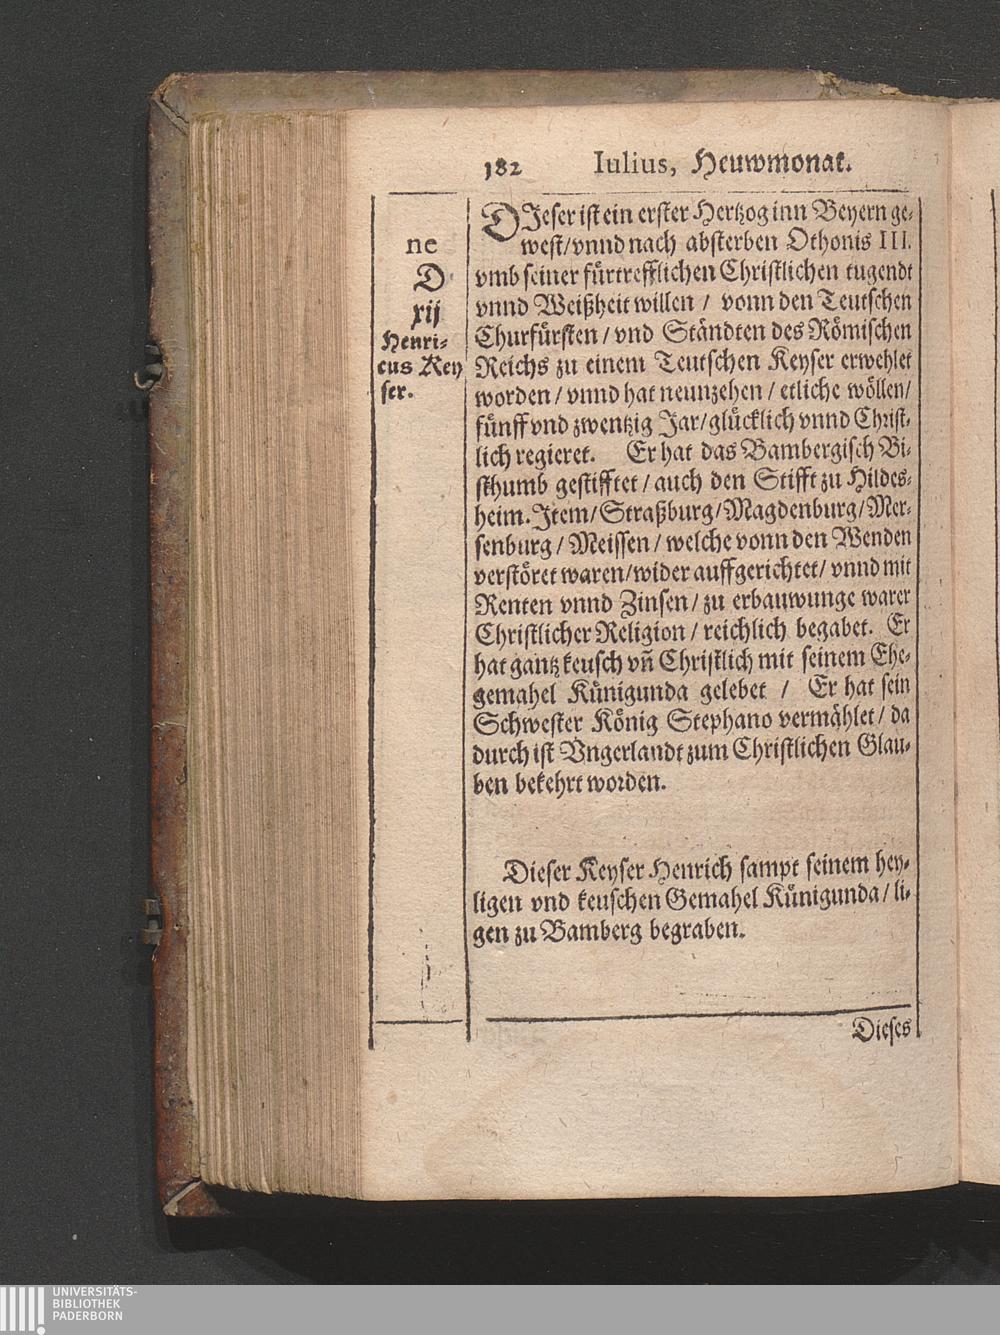 182 Iulius, Heuwmonat.
ne
D
xij
Henri-
cus Key
ser.
DIeser ist ein erster Hertzog inn Beyern ge-
west/vnnd nach absterben Othonis III.
vmb seiner fürtrefflichen Christlichen tugendt
vnnd Weißheit willen / vonn den Teutschen
Churfürsten / vnd Ständten des Römischen
Reichs zu einem Teutschen Keyser erwehlet
worden / vnnd hat neunzehen / etliche wöllen/
fünff vnd zwentzig Jar/glücklich vnnd Christ-
lich regieret. Er hat das Bambergisch Bi-
sthumb gestifftet / auch den Stifft zu Hildes-
heim. Item/Straßburg/Magdenburg/Mer-
senburg / Meissen / welche vonn den Wenden
verstöret waren/wider auffgerichtet/ vnnd mit
Renten vnnd Zinsen / zu erbauwunge warer
Christlicher Religion / reichlich begabet. Er
hat gantz keusch vñ Christlich mit seinem Ehe-
gemahel Künigunda gelebet / Er hat sein
Schwester König Stephano vermählet / da
durch ist Vngerlandt zum Christlichen Glau-
ben bekehrt worden.
Dieser Keyser Henrich sampt seinem hey-
ligen vnd keuschen Gemahel Künigunda / li-
gen zu Bamberg begraben.
Dieses
UNIVERSITÄTS-
BIBLIOTHEK
PADERBORN